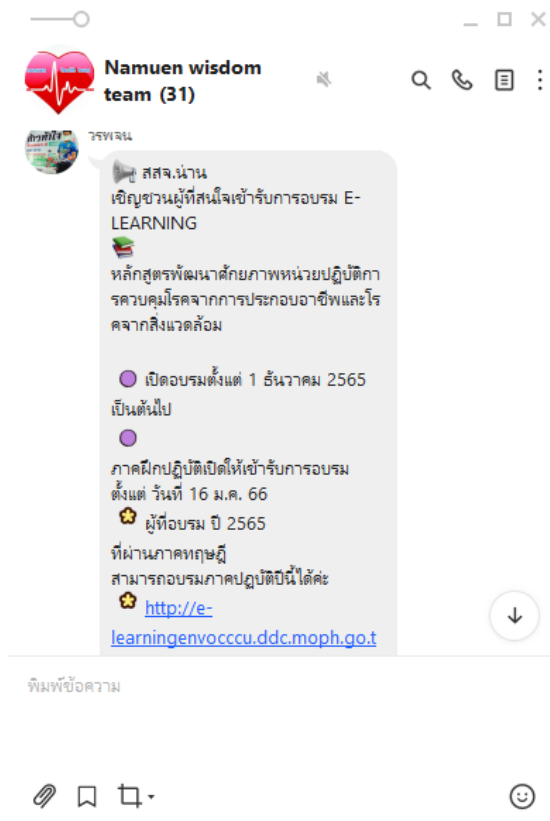 Namuen wisdom
team (31)
วรพจน
สสจ.น่าน
เชิญชวนผู้ที่สนใจเข้ารับการอบรม E-
LEARNING
หลักสูตรพัฒนาศักยภาพหน่วยปฏิบัติกา
รควบคุมโรคจากการประกอบอาชีพและโร
คจากสิ่งแวดล้อม
เปิดอบรมตั้งแต่ 1 ธันวาคม 2565
เป็นต้นไป
ภาคฝึกปฏิบัติเปิดให้เข้ารับการอบรม
ตั้งแต่ วันที่ 16 ม.ค. 66
ผู้ที่อบรม ปี 2565
ที่ผ่านภาคทฤษฎี
สามารถอบรมภาคปฏบัติปีนี้ได้ค่ะ
http://e-
learningenvocccu.ddc.moph.go.t
พิมพ์ข้อความ